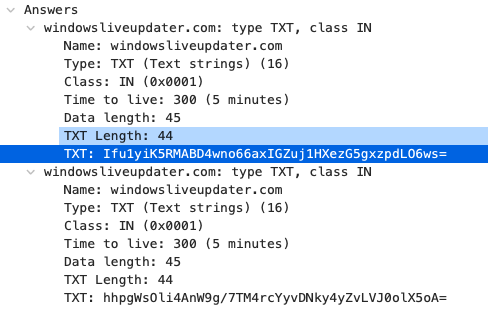 Answers
windowsliveupdater.com: type TXT, class IN
Name: windowsliveupdater.com
Type: TXT (Text strings) (16)
Class: IN (0x0001)
Time to live: 300 (5 minutes)
Data length: 45
TXT Length: 44
TXT: Ifu1yiK5RMABD4wno66axIGZuj1HXezG5gxzpdLO6ws=
windowsliveupdater.com: type TXT, class IN
Name: windowsliveupdater.com
Type: TXT (Text strings) (16)
Class: IN (0x0001)
Time to live: 300 (5 minutes)
Data length: 45
TXT Length: 44
TXT: hhpgWsOli4AnW9g/7TM4rcYyvDNky4yZvLVJ0olX5oA=